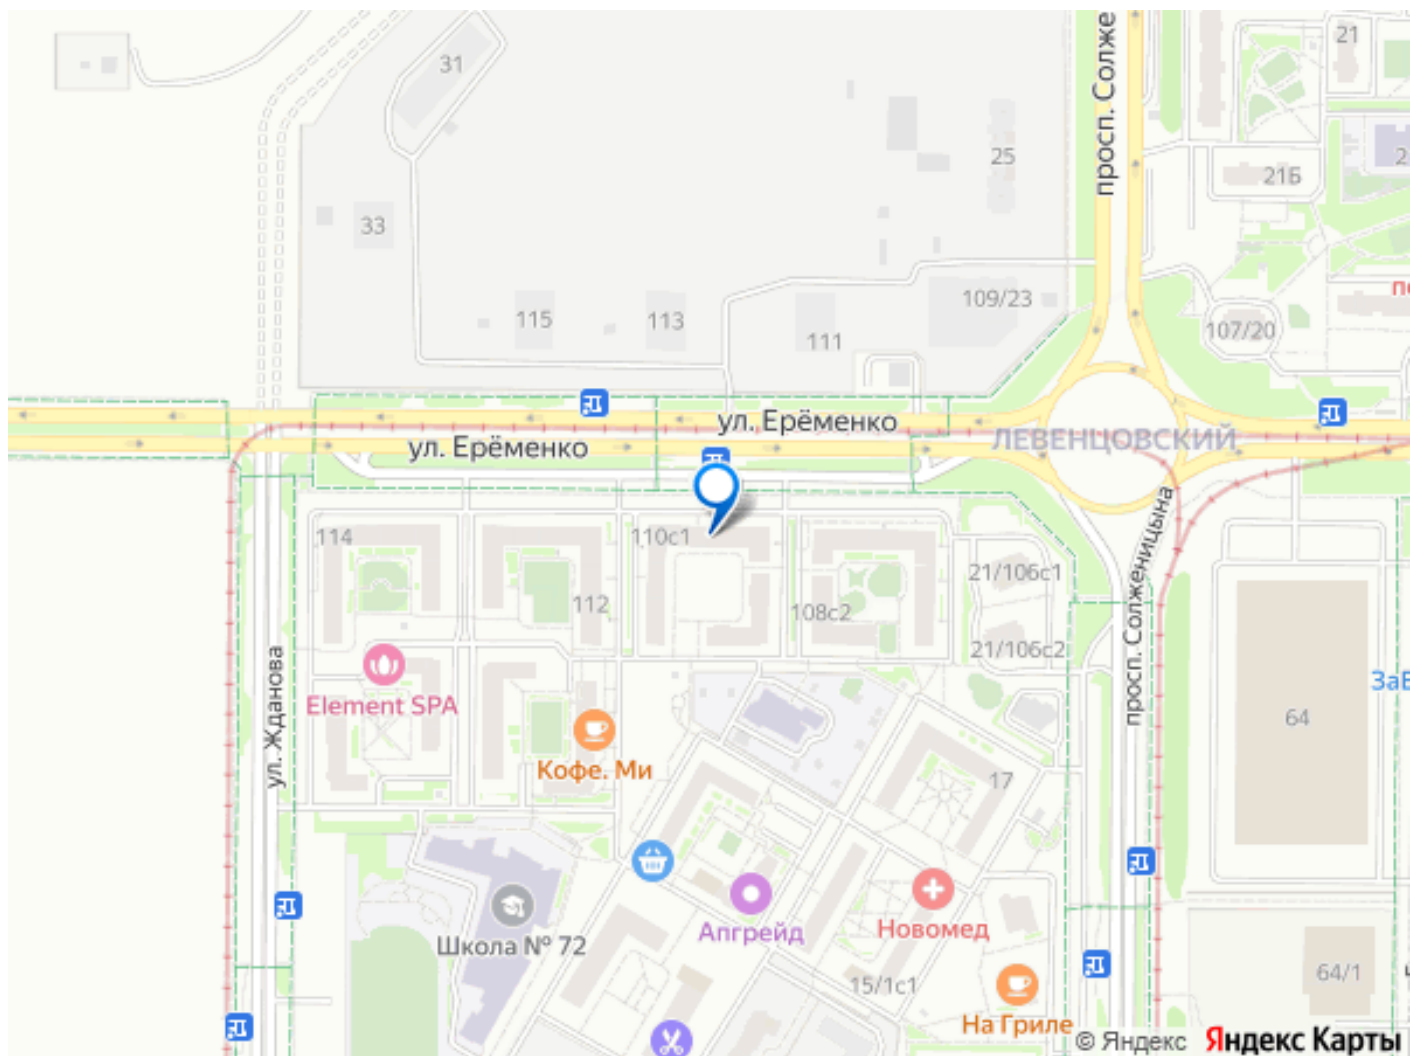 31
просп. Солже
21
25
21Б
33
109/23
115
113
111
107/20
ул. Ерёменко
ул. Ерёменко
ЛЕВЕНЦОВСКИЙ
114
110с1
112
108с2
21/106с1
21/106с2
просп. Солженицына
ул. Жданова
Element SPA
Кофе. Ми
17
64
ЗаВ
Апгрейд
Новомед
Школа № 72
15/1с1
64/1
На Гриле
© Яндекс Яндекс Карты